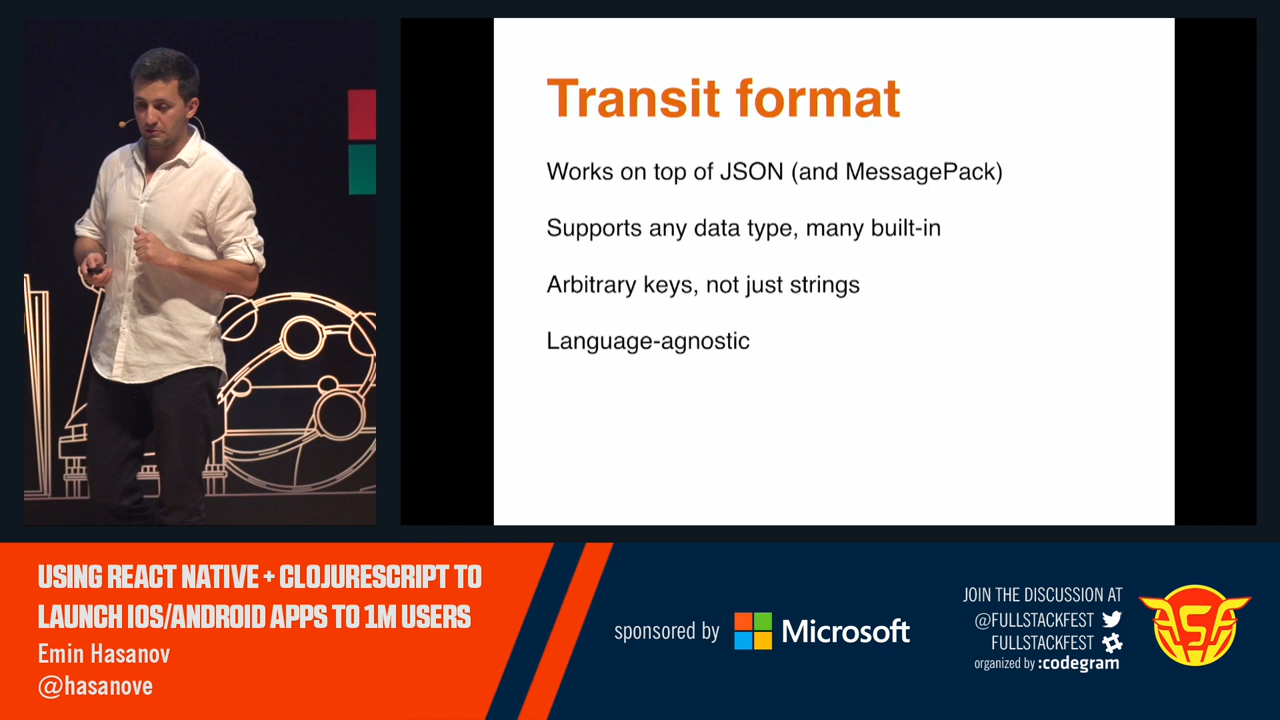 Transit format
Works on top of JSON (and MessagePack)
Supports any data type, many built-in
Arbitrary keys, not just strings
Language-agnostic
USING REACT NATIVE + CLOJURESCRIPT TO
LAUNCH IOS/ANDROID APPS TO 1M USERS
Emin Hasanov
@hasanove
sponsored by Microsoft
JOIN THE DISCUSSION AT
@FULLSTACKFEST
FULLSTACKFEST
organized by :codegram